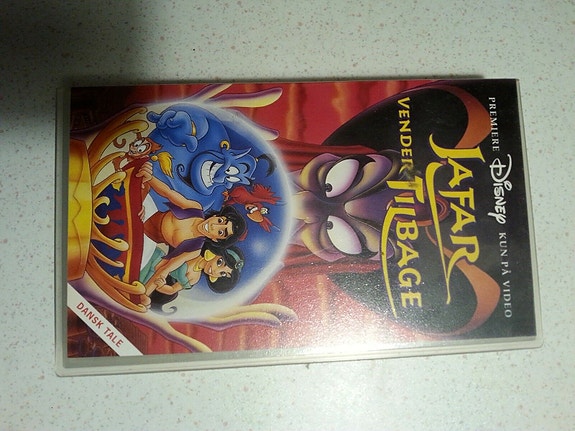 PREMIERE DISNEY KUN PÅ VIDEO
JAFAR
VENDER TILBAGE
DANSK TALE